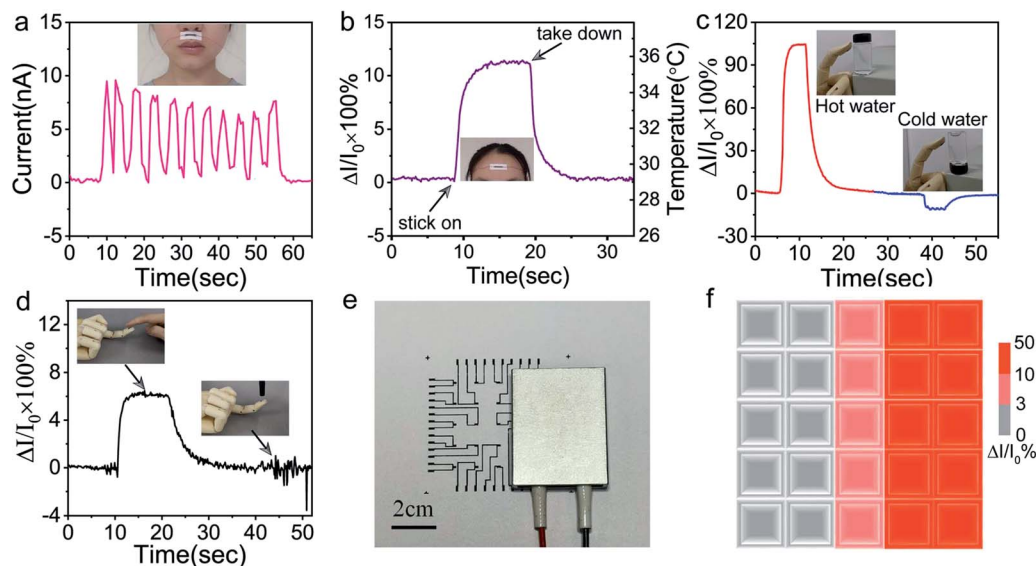 a
15
10
5
0
-5
Current(nA)
0 10 20 30 40 50 60
Time(sec)
b
15
10
5
0
-5
ΔI/I₀×100%
take down
stick on
36
34
32
30
28
26
Temperature(°C)
0 10 20 30
Time(sec)
c
120
90
60
30
0
-30
ΔI/I₀×100%
Hot water
Cold water
0 10 20 30 40 50
Time(sec)
d
12
8
4
0
-4
ΔI/I₀×100%
0 10 20 30 40 50
Time(sec)
e
2cm
f
50
10
3
0
ΔI/I₀%